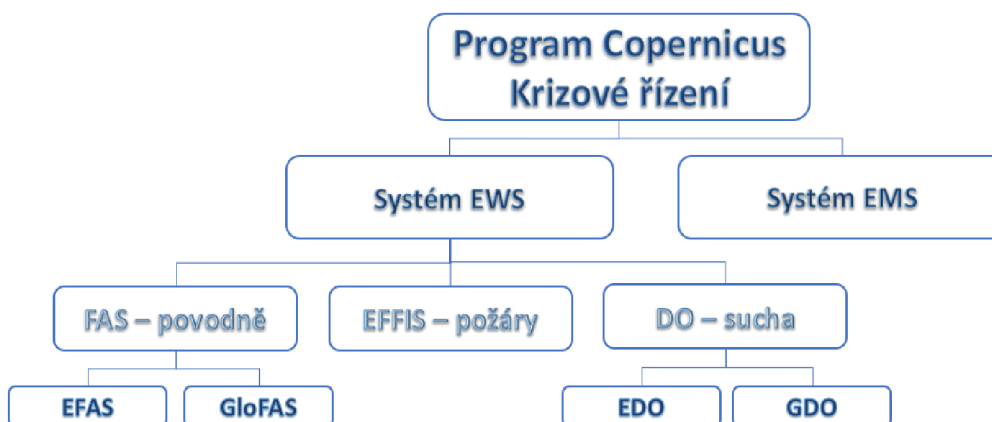 Program Copernicus
Krizové řízení
Systém EWS
Systém EMS
FAS – povodně
EFFIS – požáry
DO – sucha
EFAS
GloFAS
EDO
GDO